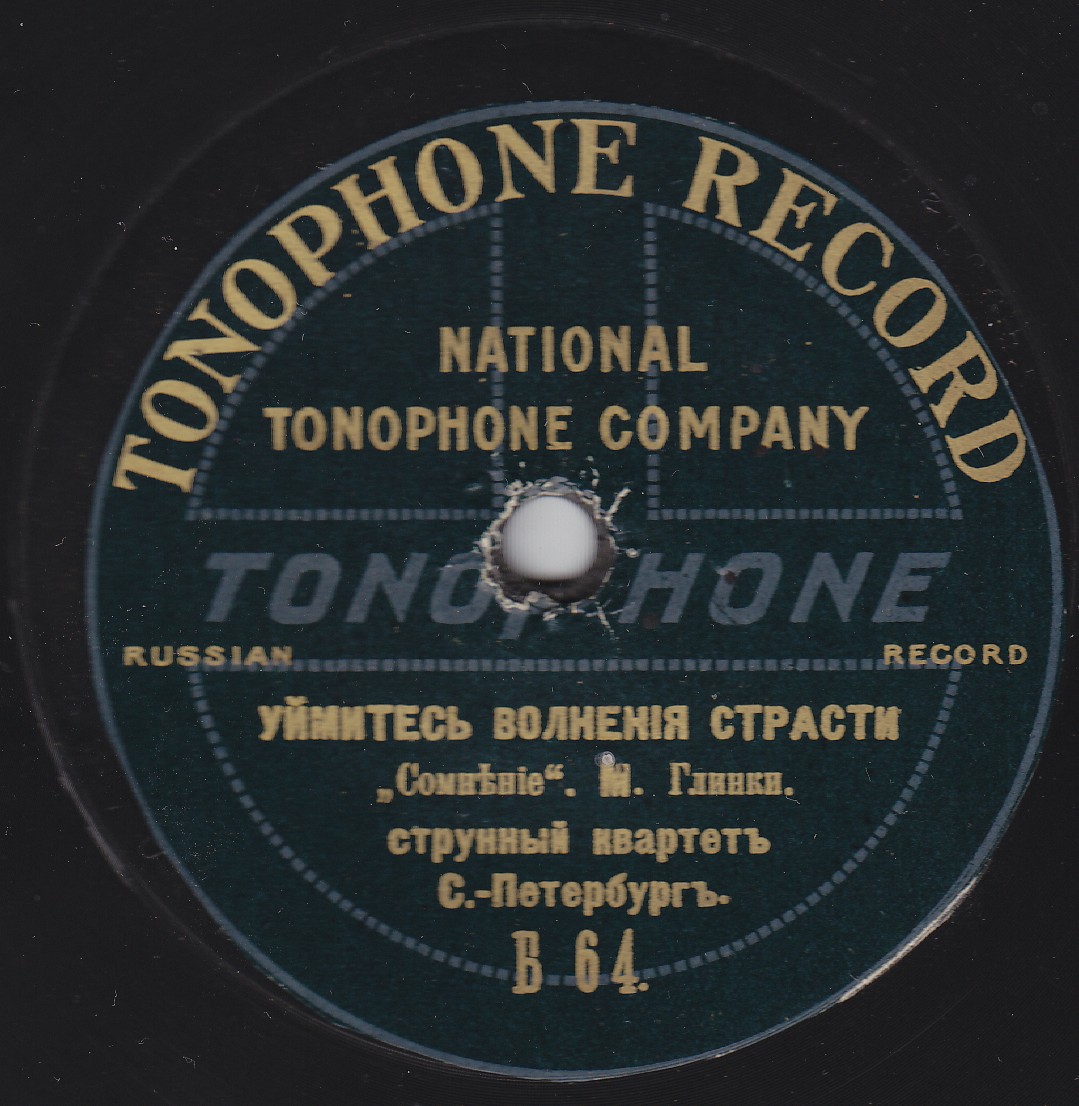 TONOPHONE RECORD
NATIONAL
TONOPHONE COMPANY
TONOPHONE
RUSSIAN RECORD
УЙМИТЕСЬ ВОЛНЕНІЯ СТРАСТИ
„Сомнѣніе“. М. Глинки.
струнный квартетъ
С.-Петербургъ.
Б 64.